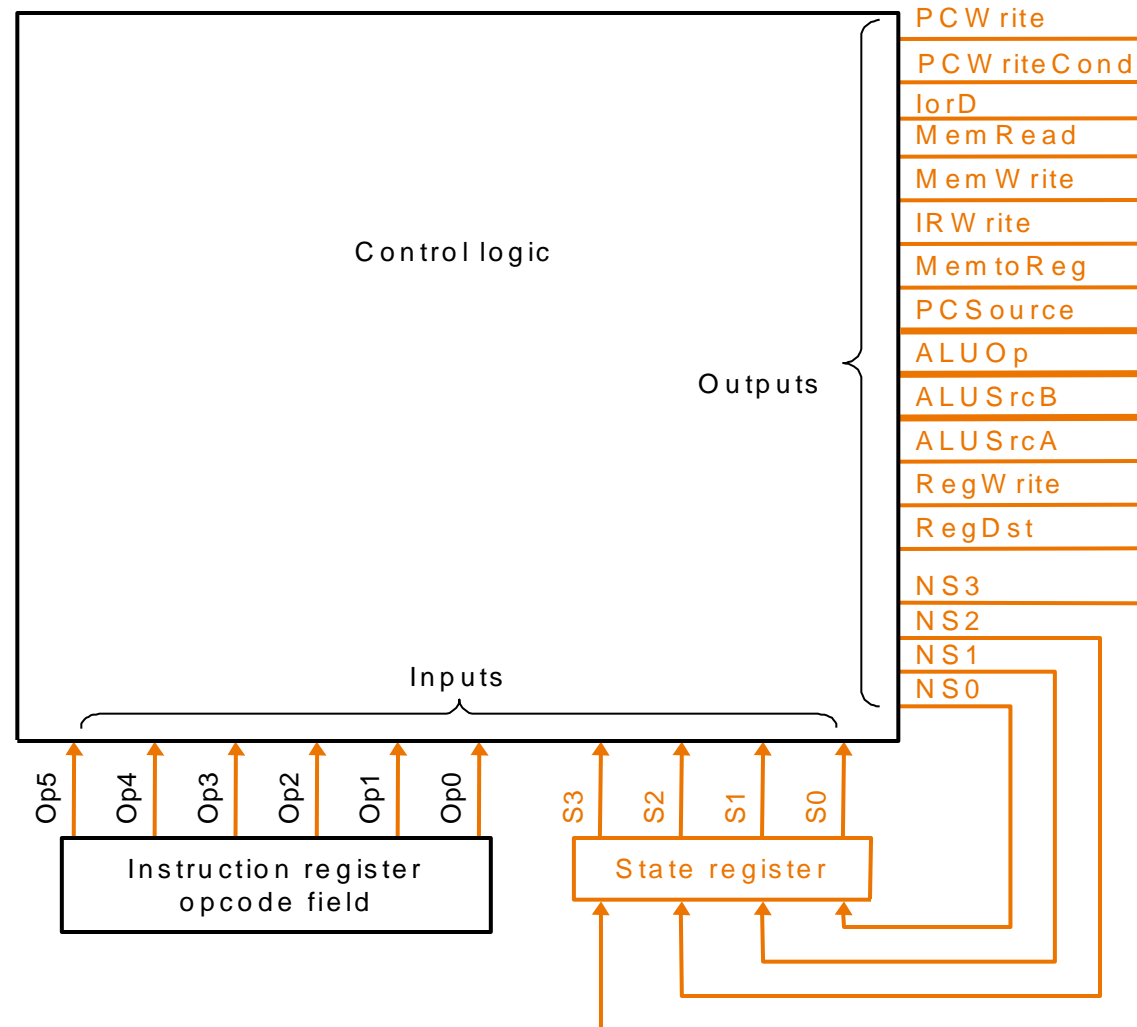 PCWrite
PCWriteCond
IorD
MemRead
MemWrite
IRWrite
Control logic
MemtoReg
PCSource
ALUOp
Outputs
ALUSrcB
ALUSrcA
RegWrite
RegDst
NS3
NS2
NS1
Inputs
NS0
Op5
Op4
Op3
Op2
Op1
Op0
S3
S2
S1
S0
Instruction register
opcode field
State register